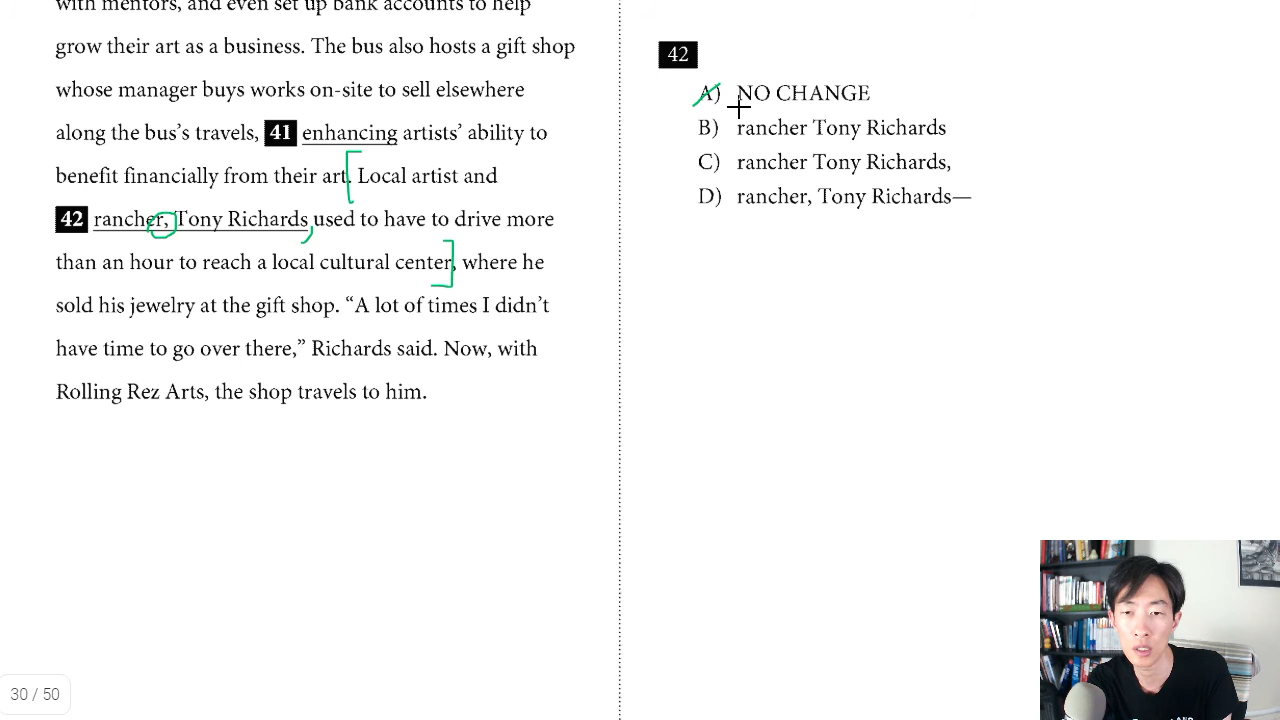 with mentors, and even set up bank accounts to help
grow their art as a business. The bus also hosts a gift shop
whose manager buys works on-site to sell elsewhere
along the bus’s travels, 41 enhancing artists’ ability to
benefit financially from their art. Local artist and
42 rancher, Tony Richards, used to have to drive more
than an hour to reach a local cultural center, where he
sold his jewelry at the gift shop. “A lot of times I didn’t
have time to go over there,” Richards said. Now, with
Rolling Rez Arts, the shop travels to him.
42
A) NO CHANGE
B) rancher Tony Richards
C) rancher Tony Richards,
D) rancher, Tony Richards—
30 / 50